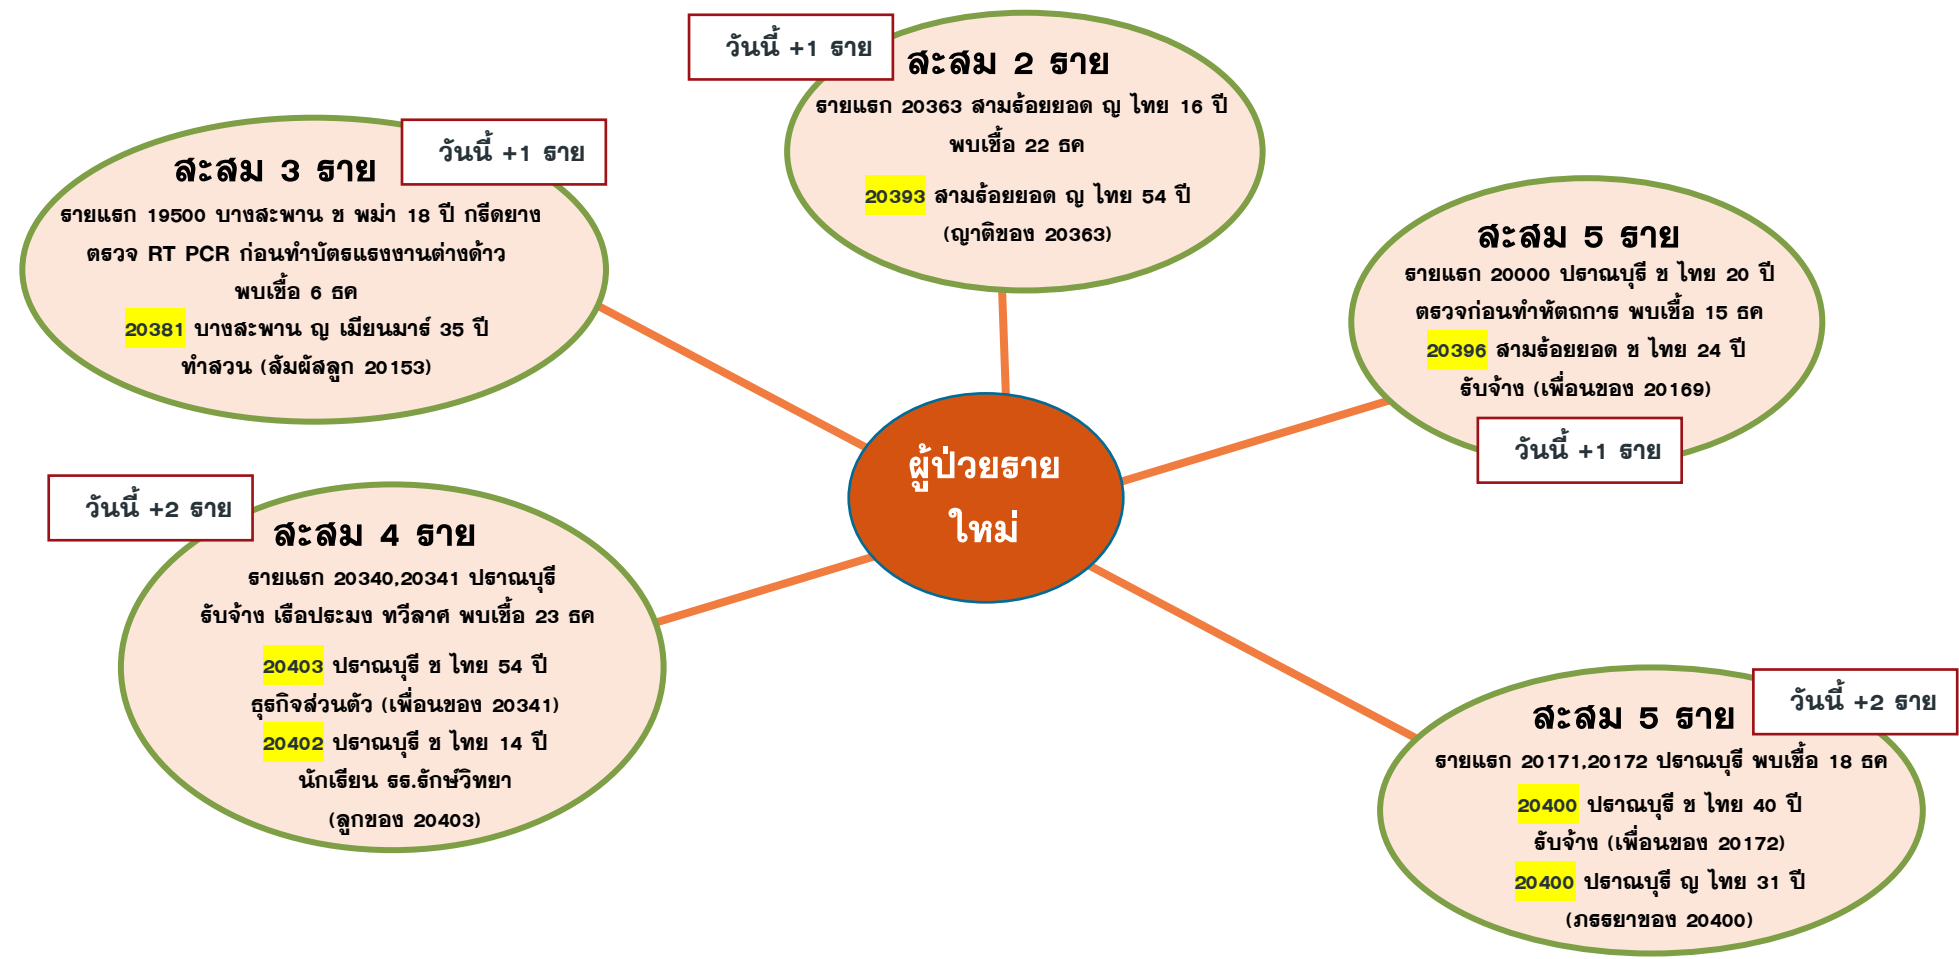 วันนี้ +1 ราย
สะสม 2 ราย
รายแรก 20363 สามร้อยยอด ญ ไทย 16 ปี
พบเชื้อ 22 ธค
20393 สามร้อยยอด ญ ไทย 54 ปี
(ญาติของ 20363)
วันนี้ +1 ราย
สะสม 3 ราย
รายแรก 19500 บางสะพาน ช พม่า 18 ปี กรีดยาง
ตรวจ RT PCR ก่อนทำบัตรแรงงานต่างด้าว
พบเชื้อ 6 ธค
20381 บางสะพาน ญ เมียนมาร์ 35 ปี
ทำสวน (สัมผัสลูก 20153)
สะสม 5 ราย
รายแรก 20000 ปราณบุรี ช ไทย 20 ปี
ตรวจก่อนทำหัตถการ พบเชื้อ 15 ธค
20396 สามร้อยยอด ช ไทย 24 ปี
รับจ้าง (เพื่อนของ 20169)
วันนี้ +1 ราย
ผู้ป่วยราย
ใหม่
วันนี้ +2 ราย
สะสม 4 ราย
รายแรก 20340,20341 ปราณบุรี
รับจ้าง เรือประมง ทวีลาศ พบเชื้อ 23 ธค
20403 ปราณบุรี ช ไทย 54 ปี
ธุรกิจส่วนตัว (เพื่อนของ 20341)
20402 ปราณบุรี ช ไทย 14 ปี
นักเรียน รร.รักษ์วิทยา
(ลูกของ 20403)
วันนี้ +2 ราย
สะสม 5 ราย
รายแรก 20171,20172 ปราณบุรี พบเชื้อ 18 ธค
20400 ปราณบุรี ช ไทย 40 ปี
รับจ้าง (เพื่อนของ 20172)
20400 ปราณบุรี ญ ไทย 31 ปี
(ภรรยาของ 20400)